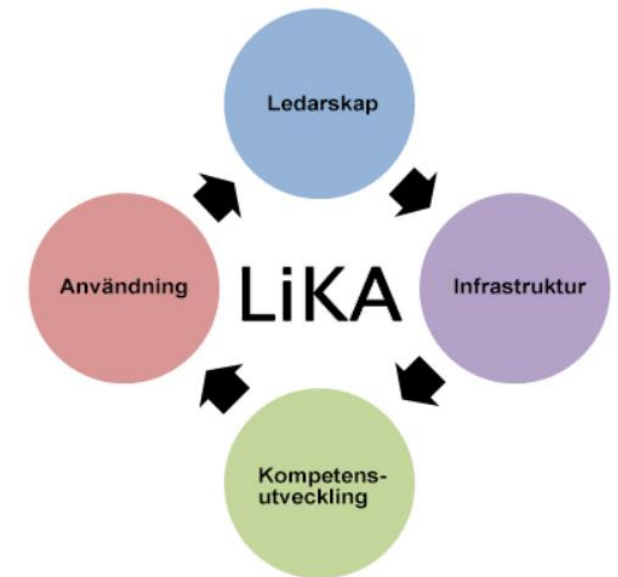 Ledarskap
Användning
LiKA
Infrastruktur
Kompetens-
utveckling